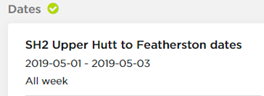 Dates
SH2 Upper Hutt to Featherston dates
2019-05-01 - 2019-05-03
All week